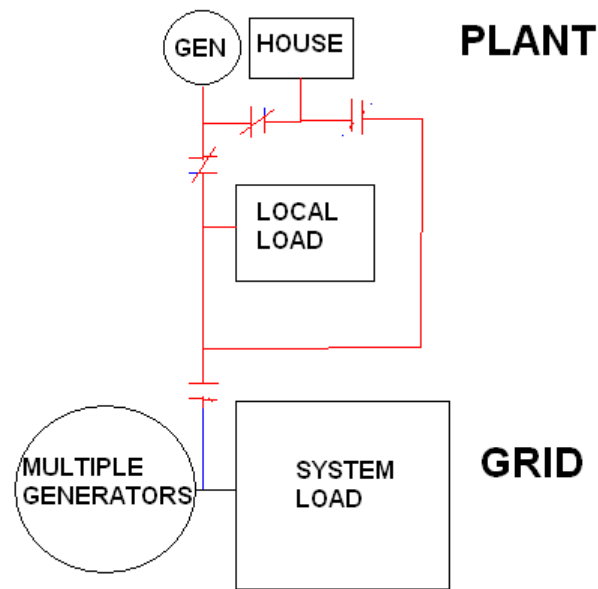 GEN
HOUSE
PLANT
LOCAL
LOAD
MULTIPLE
GENERATORS
SYSTEM
LOAD
GRID